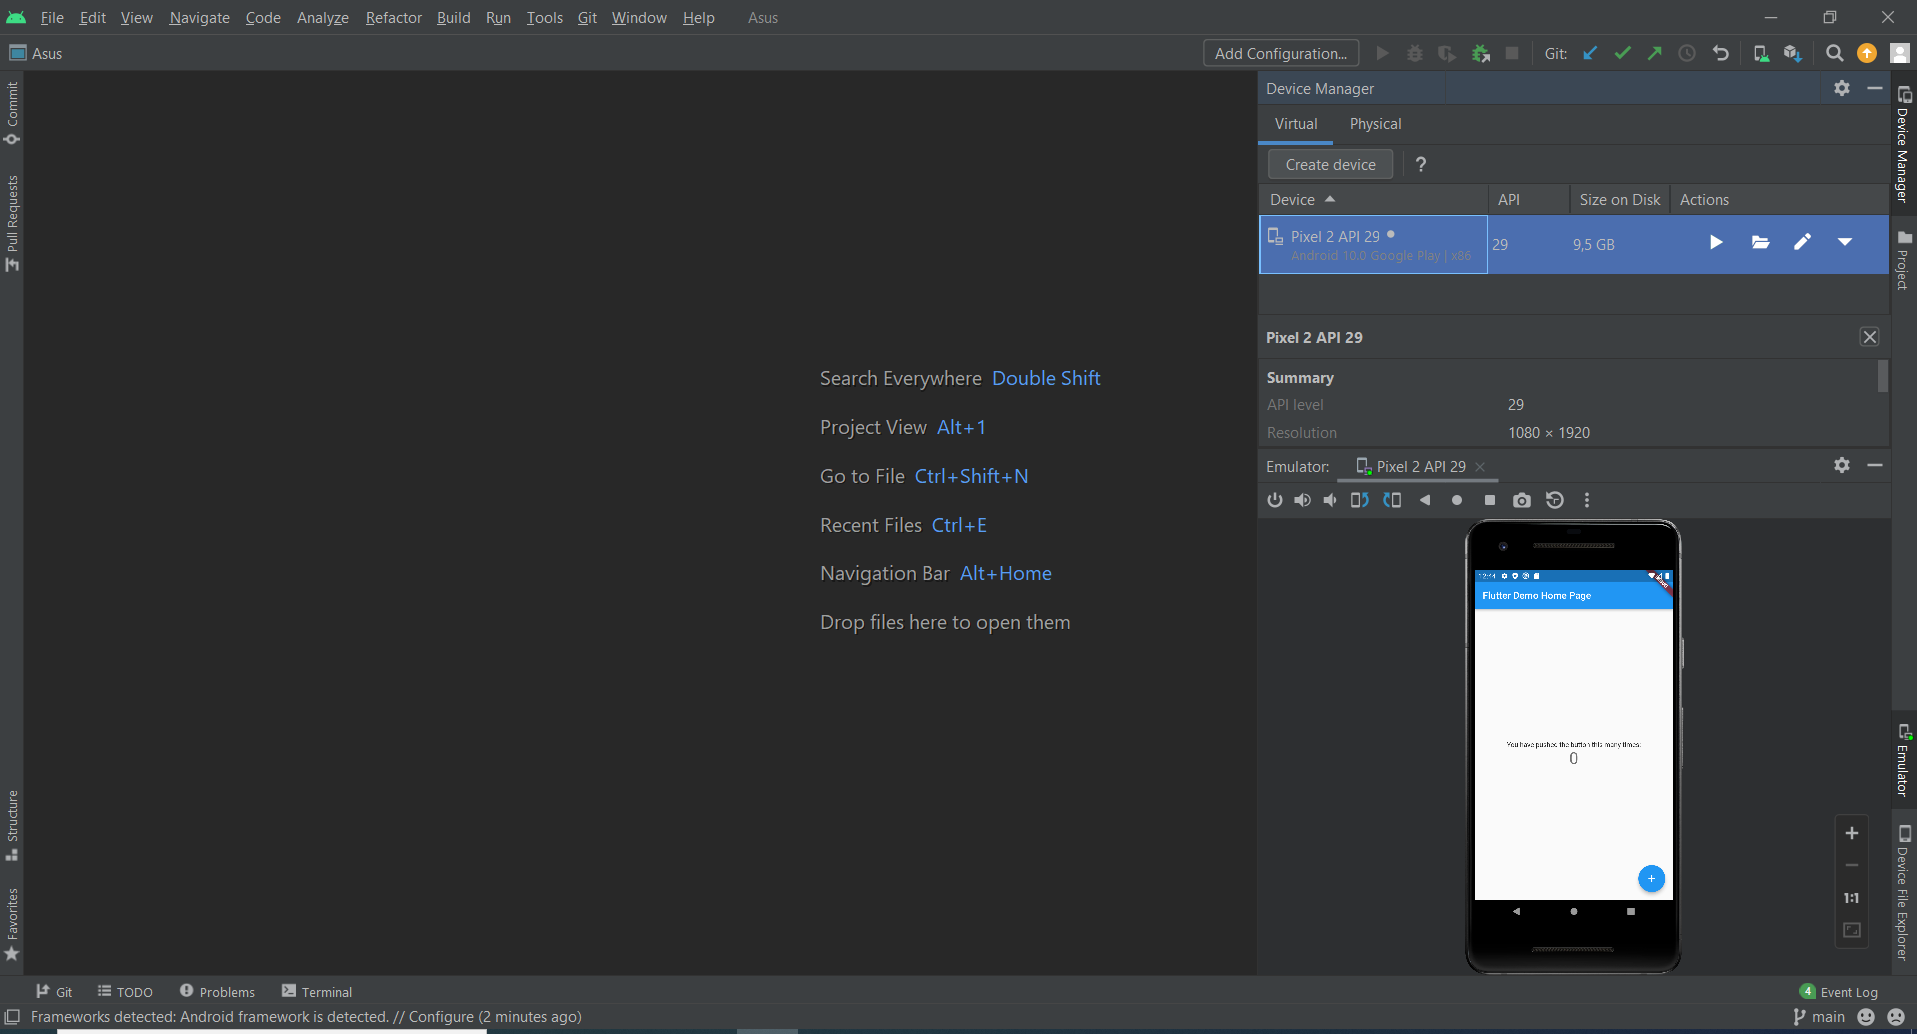 File Edit View Navigate Code Analyze Refactor Build Run Tools Git Window Help Asus
Asus
Add Configuration...
Git:
Commit
Pull Requests
Structure
Favorites
Search Everywhere Double Shift
Project View Alt+1
Go to File Ctrl+Shift+N
Recent Files Ctrl+E
Navigation Bar Alt+Home
Drop files here to open them
Device Manager
Virtual Physical
Create device ?
Device API Size on Disk Actions
Pixel 2 API 29 29 9,5 GB
Android 10.0 Google Play | x86
Pixel 2 API 29
Summary
API level 29
Resolution 1080 × 1920
Emulator: Pixel 2 API 29
12:44
Flutter Demo Home Page
You have pushed the button this many times:
0
+
1:1
Device Manager
Project
Emulator
Device File Explorer
Git TODO Problems Terminal
4 Event Log
Frameworks detected: Android framework is detected. // Configure (2 minutes ago)
main